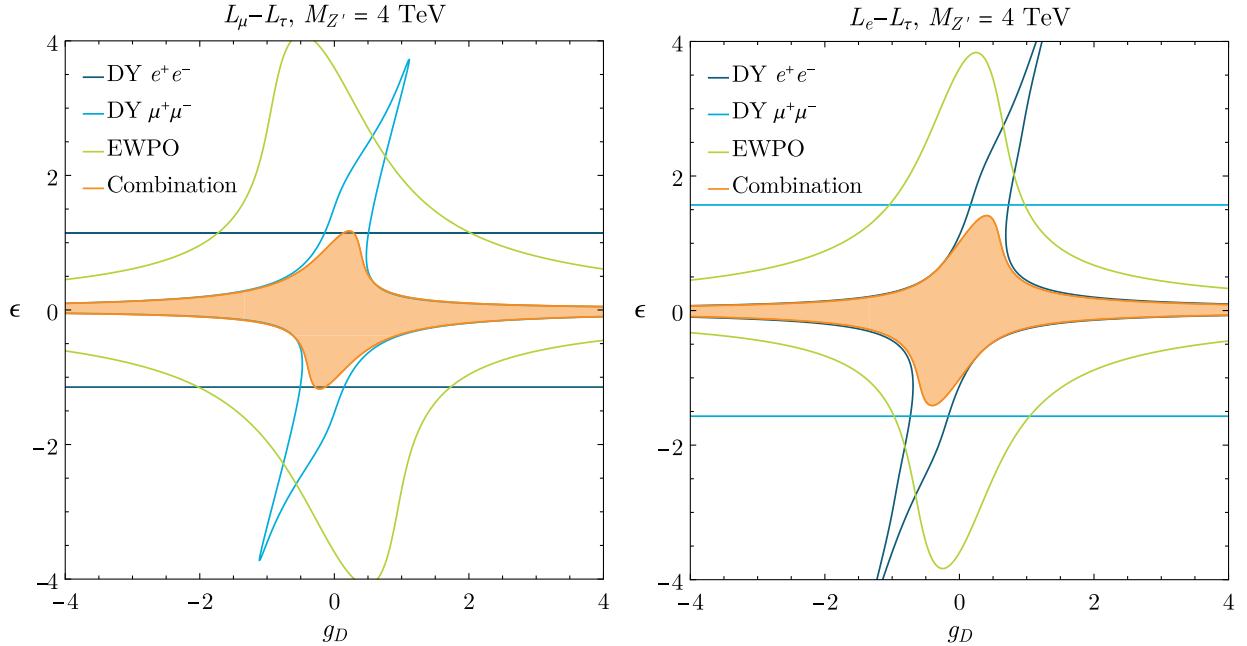 L_μ−L_τ, M_Z′ = 4 TeV
DY e⁺e⁻
DY μ⁺μ⁻
EWPO
Combination
4
2
0
−2
−4
ϵ
−4
−2
0
2
4
g_D
L_e−L_τ, M_Z′ = 4 TeV
DY e⁺e⁻
DY μ⁺μ⁻
EWPO
Combination
4
2
0
−2
−4
ϵ
−4
−2
0
2
4
g_D